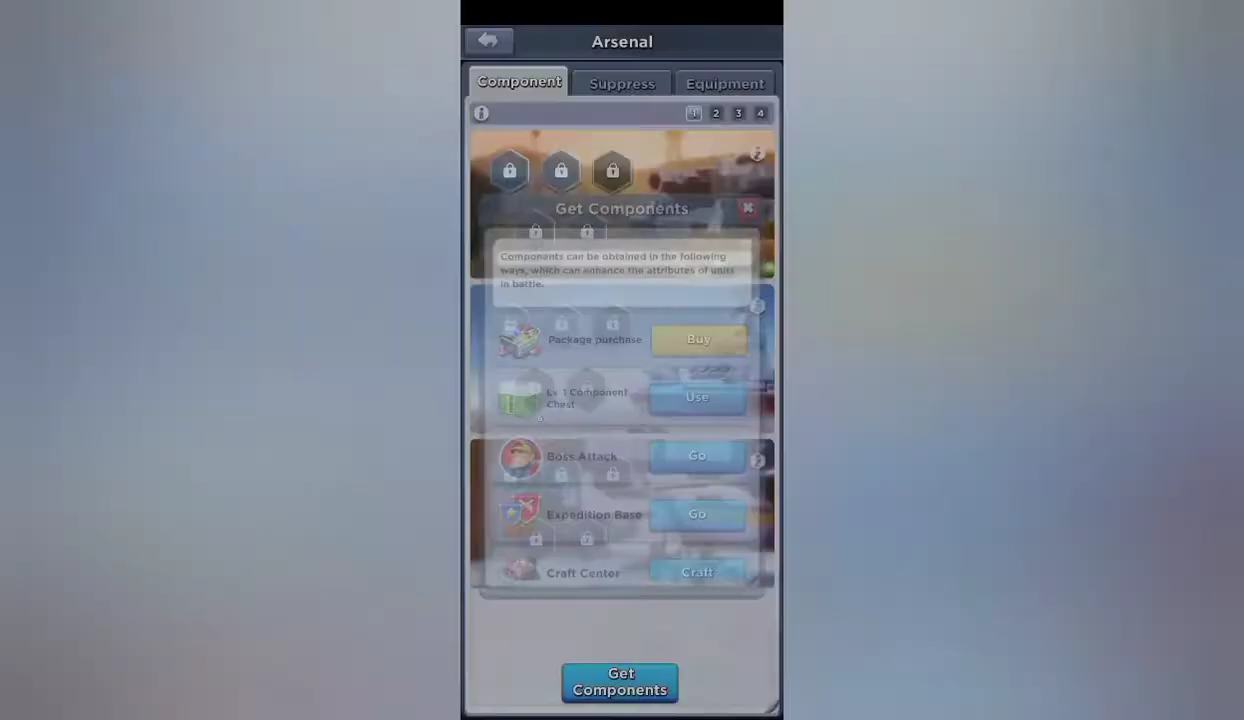 Arsenal
Component
Suppress
Equipment
1 2 3 4
Get Components
Components can be obtained in the following
ways, which can enhance the attributes of units
in battle.
Package purchase
Buy
Lv. 1 Component
Chest
Use
Boss Attack
Go
Expedition Base
Go
Craft Center
Craft
Get
Components